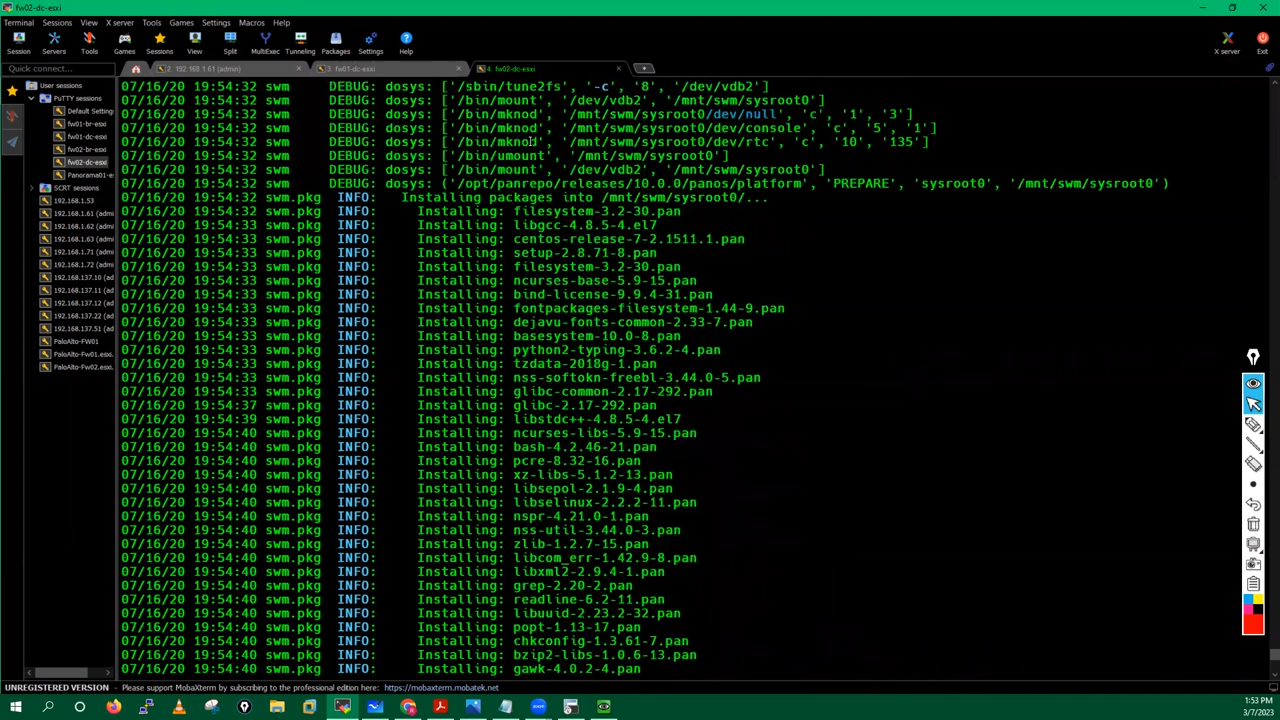 fw02-dc-esxi
Terminal Sessions View X server Tools Games Settings Macros Help
Session Servers Tools Games Sessions View Split MultiExec Tunneling Packages Settings Help X server Exit
Quick connect... 2. 192.168.1.61 (admin) 3. fw01-dc-esxi 4. fw02-dc-esxi
User sessions
PuTTY sessions
Default Setting
fw01-br-esxi
fw01-dc-esxi
fw02-br-esxi
fw02-dc-esxi
Panorama01-e
SCRT sessions
192.168.1.53
192.168.1.61 (admi
192.168.1.62 (admi
192.168.1.63 (admi
192.168.1.71 (admi
192.168.1.72 (admi
192.168.137.10 (ad
192.168.137.11 (ad
192.168.137.12 (ad
192.168.137.22 (ad
192.168.137.51 (ad
PaloAlto-FW01
PaloAlto-Fw01.esxi.
PaloAlto-Fw02.esxi.
07/16/20 19:54:32 swm DEBUG: dosys: ['/sbin/tune2fs', '-c', '8', '/dev/vdb2']
07/16/20 19:54:32 swm DEBUG: dosys: ['/bin/mount', '/dev/vdb2', '/mnt/swm/sysroot0']
07/16/20 19:54:32 swm DEBUG: dosys: ['/bin/mknod', '/mnt/swm/sysroot0/dev/null', 'c', '1', '3']
07/16/20 19:54:32 swm DEBUG: dosys: ['/bin/mknod', '/mnt/swm/sysroot0/dev/console', 'c', '5', '1']
07/16/20 19:54:32 swm DEBUG: dosys: ['/bin/mknod', '/mnt/swm/sysroot0/dev/rtc', 'c', '10', '135']
07/16/20 19:54:32 swm DEBUG: dosys: ['/bin/umount', '/mnt/swm/sysroot0']
07/16/20 19:54:32 swm DEBUG: dosys: ['/bin/mount', '/dev/vdb2', '/mnt/swm/sysroot0']
07/16/20 19:54:32 swm DEBUG: dosys: ('/opt/panrepo/releases/10.0.0/panos/platform', 'PREPARE', 'sysroot0', '/mnt/swm/sysroot0')
07/16/20 19:54:32 swm.pkg INFO: Installing packages into /mnt/swm/sysroot0/...
07/16/20 19:54:32 swm.pkg INFO: Installing: filesystem-3.2-30.pan
07/16/20 19:54:32 swm.pkg INFO: Installing: libgcc-4.8.5-4.el7
07/16/20 19:54:32 swm.pkg INFO: Installing: centos-release-7-2.1511.1.pan
07/16/20 19:54:33 swm.pkg INFO: Installing: setup-2.8.71-8.pan
07/16/20 19:54:33 swm.pkg INFO: Installing: filesystem-3.2-30.pan
07/16/20 19:54:33 swm.pkg INFO: Installing: ncurses-base-5.9-15.pan
07/16/20 19:54:33 swm.pkg INFO: Installing: bind-license-9.9.4-31.pan
07/16/20 19:54:33 swm.pkg INFO: Installing: fontpackages-filesystem-1.44-9.pan
07/16/20 19:54:33 swm.pkg INFO: Installing: dejavu-fonts-common-2.33-7.pan
07/16/20 19:54:33 swm.pkg INFO: Installing: basesystem-10.0-8.pan
07/16/20 19:54:33 swm.pkg INFO: Installing: python2-typing-3.6.2-4.pan
07/16/20 19:54:33 swm.pkg INFO: Installing: tzdata-2018g-1.pan
07/16/20 19:54:33 swm.pkg INFO: Installing: nss-softokn-freebl-3.44.0-5.pan
07/16/20 19:54:33 swm.pkg INFO: Installing: glibc-common-2.17-292.pan
07/16/20 19:54:37 swm.pkg INFO: Installing: glibc-2.17-292.pan
07/16/20 19:54:39 swm.pkg INFO: Installing: libstdc++-4.8.5-4.el7
07/16/20 19:54:40 swm.pkg INFO: Installing: ncurses-libs-5.9-15.pan
07/16/20 19:54:40 swm.pkg INFO: Installing: bash-4.2.46-21.pan
07/16/20 19:54:40 swm.pkg INFO: Installing: pcre-8.32-16.pan
07/16/20 19:54:40 swm.pkg INFO: Installing: xz-libs-5.1.2-13.pan
07/16/20 19:54:40 swm.pkg INFO: Installing: libsepol-2.1.9-4.pan
07/16/20 19:54:40 swm.pkg INFO: Installing: libselinux-2.2.2-11.pan
07/16/20 19:54:40 swm.pkg INFO: Installing: nspr-4.21.0-1.pan
07/16/20 19:54:40 swm.pkg INFO: Installing: nss-util-3.44.0-3.pan
07/16/20 19:54:40 swm.pkg INFO: Installing: zlib-1.2.7-15.pan
07/16/20 19:54:40 swm.pkg INFO: Installing: libcom_err-1.42.9-8.pan
07/16/20 19:54:40 swm.pkg INFO: Installing: libxml2-2.9.4-1.pan
07/16/20 19:54:40 swm.pkg INFO: Installing: grep-2.20-2.pan
07/16/20 19:54:40 swm.pkg INFO: Installing: readline-6.2-11.pan
07/16/20 19:54:40 swm.pkg INFO: Installing: libuuid-2.23.2-32.pan
07/16/20 19:54:40 swm.pkg INFO: Installing: popt-1.13-17.pan
07/16/20 19:54:40 swm.pkg INFO: Installing: chkconfig-1.3.61-7.pan
07/16/20 19:54:40 swm.pkg INFO: Installing: bzip2-libs-1.0.6-13.pan
07/16/20 19:54:40 swm.pkg INFO: Installing: gawk-4.0.2-4.pan
UNREGISTERED VERSION - Please support MobaXterm by subscribing to the professional edition here: https://mobaxterm.mobatek.net
1:53 PM
3/7/2023